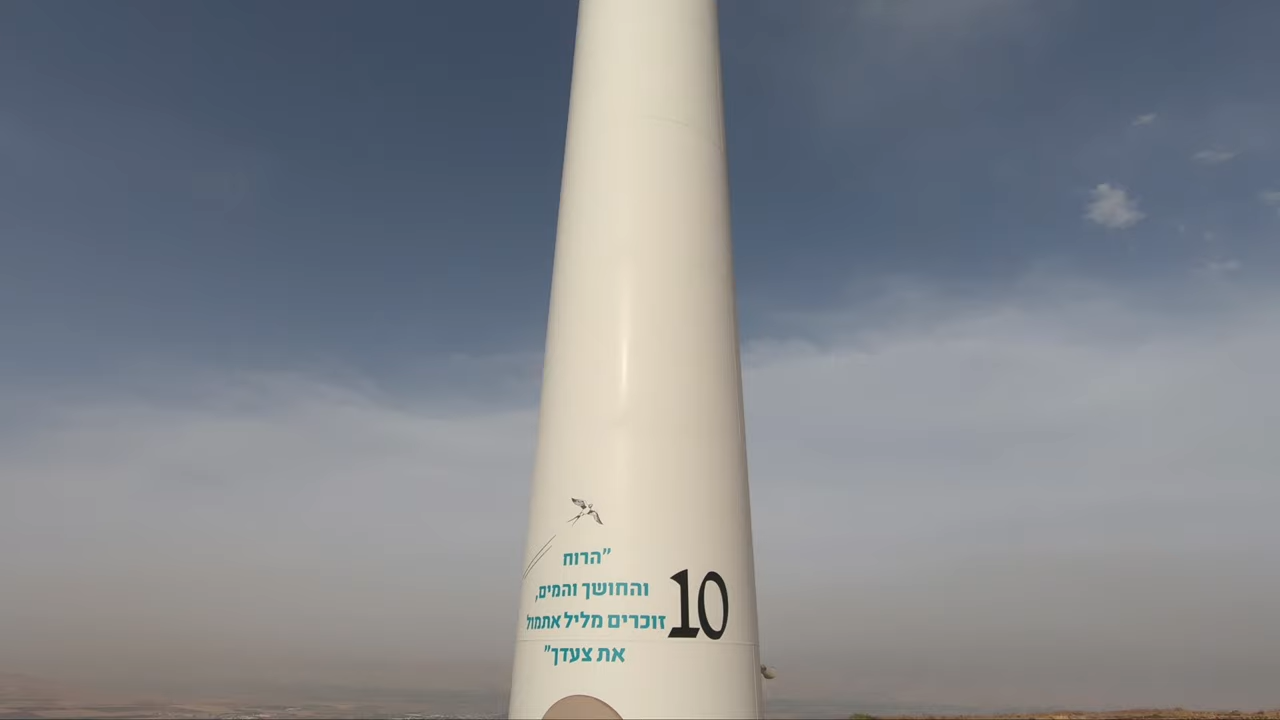 "הרוח
והחושך והמים,
זוכרים מליל אתמול
את צעדך"
10